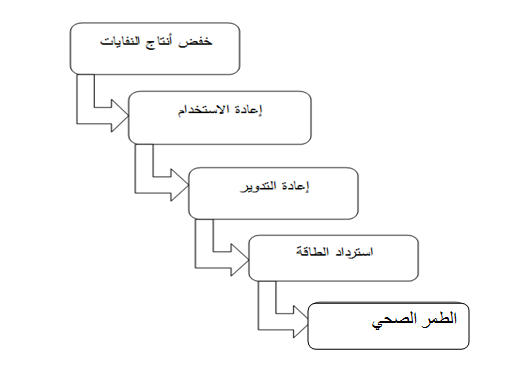 خفض أنتاج النفايات
إعادة الاستخدام
إعادة التدوير
استرداد الطاقة
الطمر الصحي